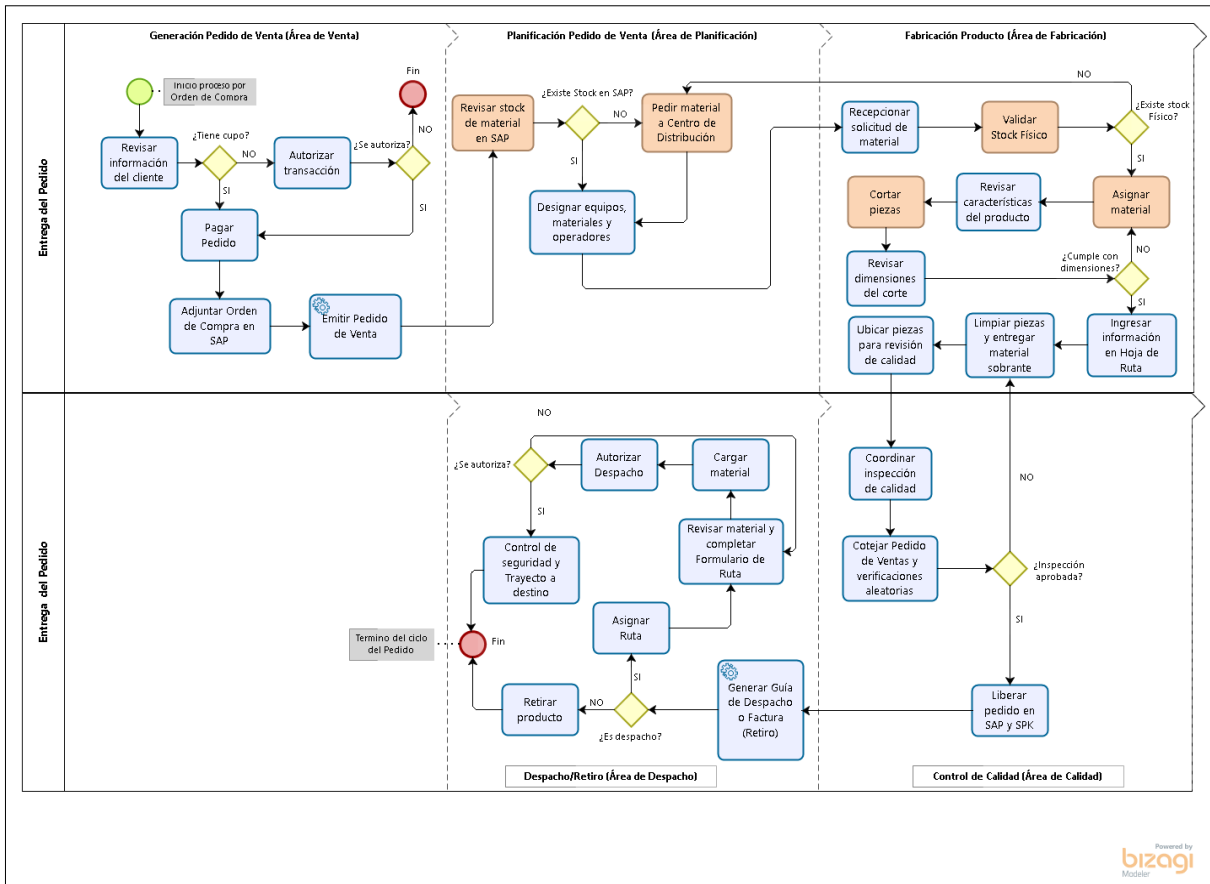 Generación Pedido de Venta (Área de Venta)
Planificación Pedido de Venta (Área de Planificación)
Fabricación Producto (Área de Fabricación)
Entrega del Pedido
Inicio proceso por
Orden de Compra
Fin
Revisar
información
del cliente
¿Tiene cupo?
NO
SI
Autorizar
transacción
¿Se autoriza?
NO
SI
Pagar
Pedido
Adjuntar Orden
de Compra en
SAP
Emitir Pedido
de Venta
Revisar stock
de material
en SAP
¿Existe Stock en SAP?
NO
SI
Pedir material
a Centro de
Distribución
Designar equipos,
materiales y
operadores
Recepcionar
solicitud de
material
Validar
Stock Físico
NO
¿Existe stock
Físico?
SI
Asignar
material
Revisar
características
del producto
Cortar
piezas
Revisar
dimensiones
del corte
¿Cumple con
dimensiones?
NO
SI
Ingresar
información
en Hoja de
Ruta
Limpiar piezas
y entregar
material
sobrante
Ubicar piezas
para revisión
de calidad
Entrega del Pedido
Coordinar
inspección
de calidad
Cotejar Pedido
de Ventas y
verificaciones
aleatorias
NO
¿Inspección
aprobada?
SI
Liberar
pedido en
SAP y SPK
Generar Guía
de Despacho
o Factura
(Retiro)
¿Es despacho?
NO
SI
Retirar
producto
Asignar
Ruta
Revisar material y
completar
Formulario de
Ruta
Cargar
material
Autorizar
Despacho
¿Se autoriza?
NO
SI
Control de
seguridad y
Trayecto a
destino
Termino del ciclo
del Pedido
Fin
Despacho/Retiro (Área de Despacho)
Control de Calidad (Área de Calidad)
Powered by
bizagi
Modeler